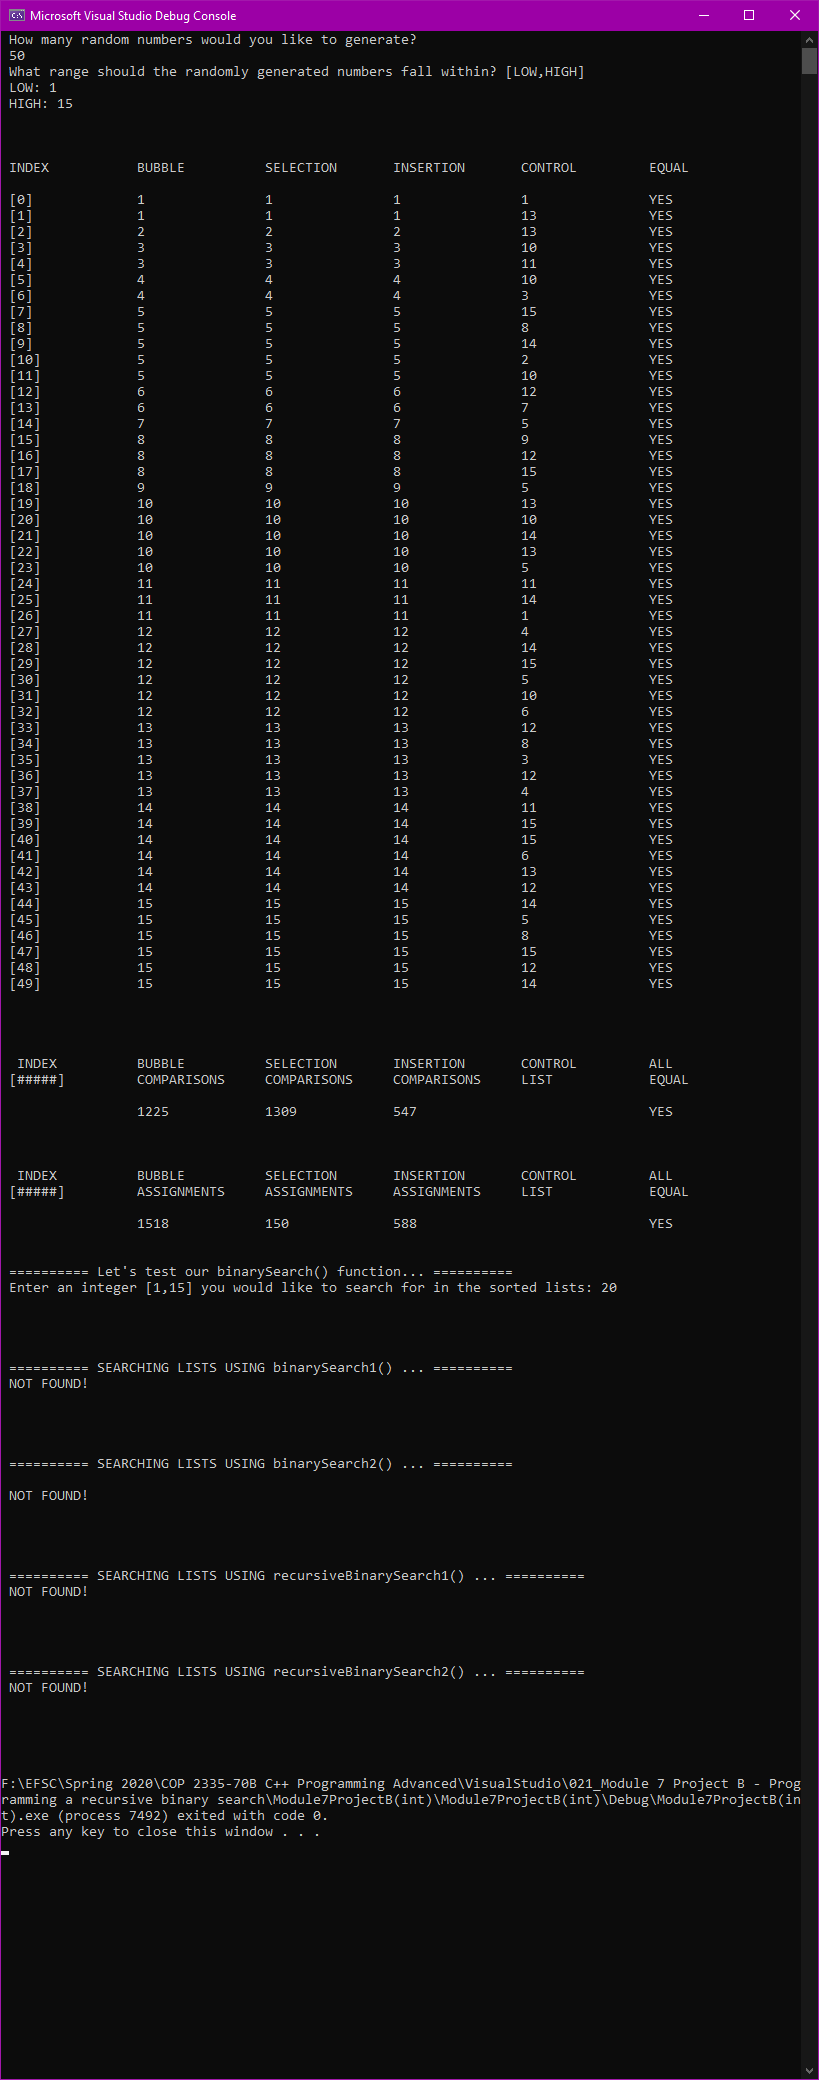 Microsoft Visual Studio Debug Console
How many random numbers would you like to generate?
50
What range should the randomly generated numbers fall within? [LOW,HIGH]
LOW: 1
HIGH: 15
INDEX BUBBLE SELECTION INSERTION CONTROL EQUAL
[0] 1 1 1 1 YES
[1] 1 1 1 13 YES
[2] 2 2 2 13 YES
[3] 3 3 3 10 YES
[4] 3 3 3 11 YES
[5] 4 4 4 10 YES
[6] 4 4 4 3 YES
[7] 5 5 5 15 YES
[8] 5 5 5 8 YES
[9] 5 5 5 14 YES
[10] 5 5 5 2 YES
[11] 5 5 5 10 YES
[12] 6 6 6 12 YES
[13] 6 6 6 7 YES
[14] 7 7 7 5 YES
[15] 8 8 8 9 YES
[16] 8 8 8 12 YES
[17] 8 8 8 15 YES
[18] 9 9 9 5 YES
[19] 10 10 10 13 YES
[20] 10 10 10 10 YES
[21] 10 10 10 14 YES
[22] 10 10 10 13 YES
[23] 10 10 10 5 YES
[24] 11 11 11 11 YES
[25] 11 11 11 14 YES
[26] 11 11 11 1 YES
[27] 12 12 12 4 YES
[28] 12 12 12 14 YES
[29] 12 12 12 15 YES
[30] 12 12 12 5 YES
[31] 12 12 12 10 YES
[32] 12 12 12 6 YES
[33] 13 13 13 12 YES
[34] 13 13 13 8 YES
[35] 13 13 13 3 YES
[36] 13 13 13 12 YES
[37] 13 13 13 4 YES
[38] 14 14 14 11 YES
[39] 14 14 14 15 YES
[40] 14 14 14 15 YES
[41] 14 14 14 6 YES
[42] 14 14 14 13 YES
[43] 14 14 14 12 YES
[44] 15 15 15 14 YES
[45] 15 15 15 5 YES
[46] 15 15 15 8 YES
[47] 15 15 15 15 YES
[48] 15 15 15 12 YES
[49] 15 15 15 14 YES
INDEX BUBBLE SELECTION INSERTION CONTROL ALL
[#####] COMPARISONS COMPARISONS COMPARISONS LIST EQUAL
1225 1309 547 YES
INDEX BUBBLE SELECTION INSERTION CONTROL ALL
[#####] ASSIGNMENTS ASSIGNMENTS ASSIGNMENTS LIST EQUAL
1518 150 588 YES
========== Let's test our binarySearch() function... ==========
Enter an integer [1,15] you would like to search for in the sorted lists: 20
========== SEARCHING LISTS USING binarySearch1() ... ==========
NOT FOUND!
========== SEARCHING LISTS USING binarySearch2() ... ==========
NOT FOUND!
========== SEARCHING LISTS USING recursiveBinarySearch1() ... ==========
NOT FOUND!
========== SEARCHING LISTS USING recursiveBinarySearch2() ... ==========
NOT FOUND!
F:\EFSC\Spring 2020\COP 2335-70B C++ Programming Advanced\VisualStudio\021_Module 7 Project B - Prog
ramming a recursive binary search\Module7ProjectB(int)\Module7ProjectB(int)\Debug\Module7ProjectB(in
t).exe (process 7492) exited with code 0.
Press any key to close this window . . .